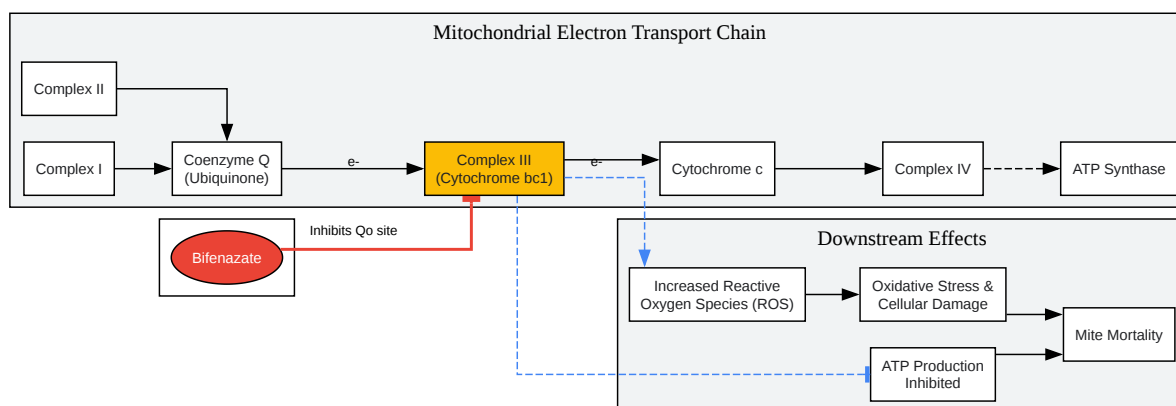 Mitochondrial Electron Transport Chain
Complex II
Complex I
Coenzyme Q
(Ubiquinone)
e-
Complex III
(Cytochrome bc1)
e-
Cytochrome c
Complex IV
ATP Synthase
Inhibits Qo site
Bifenazate
Downstream Effects
Increased Reactive
Oxygen Species (ROS)
Oxidative Stress &
Cellular Damage
Mite Mortality
ATP Production
Inhibited